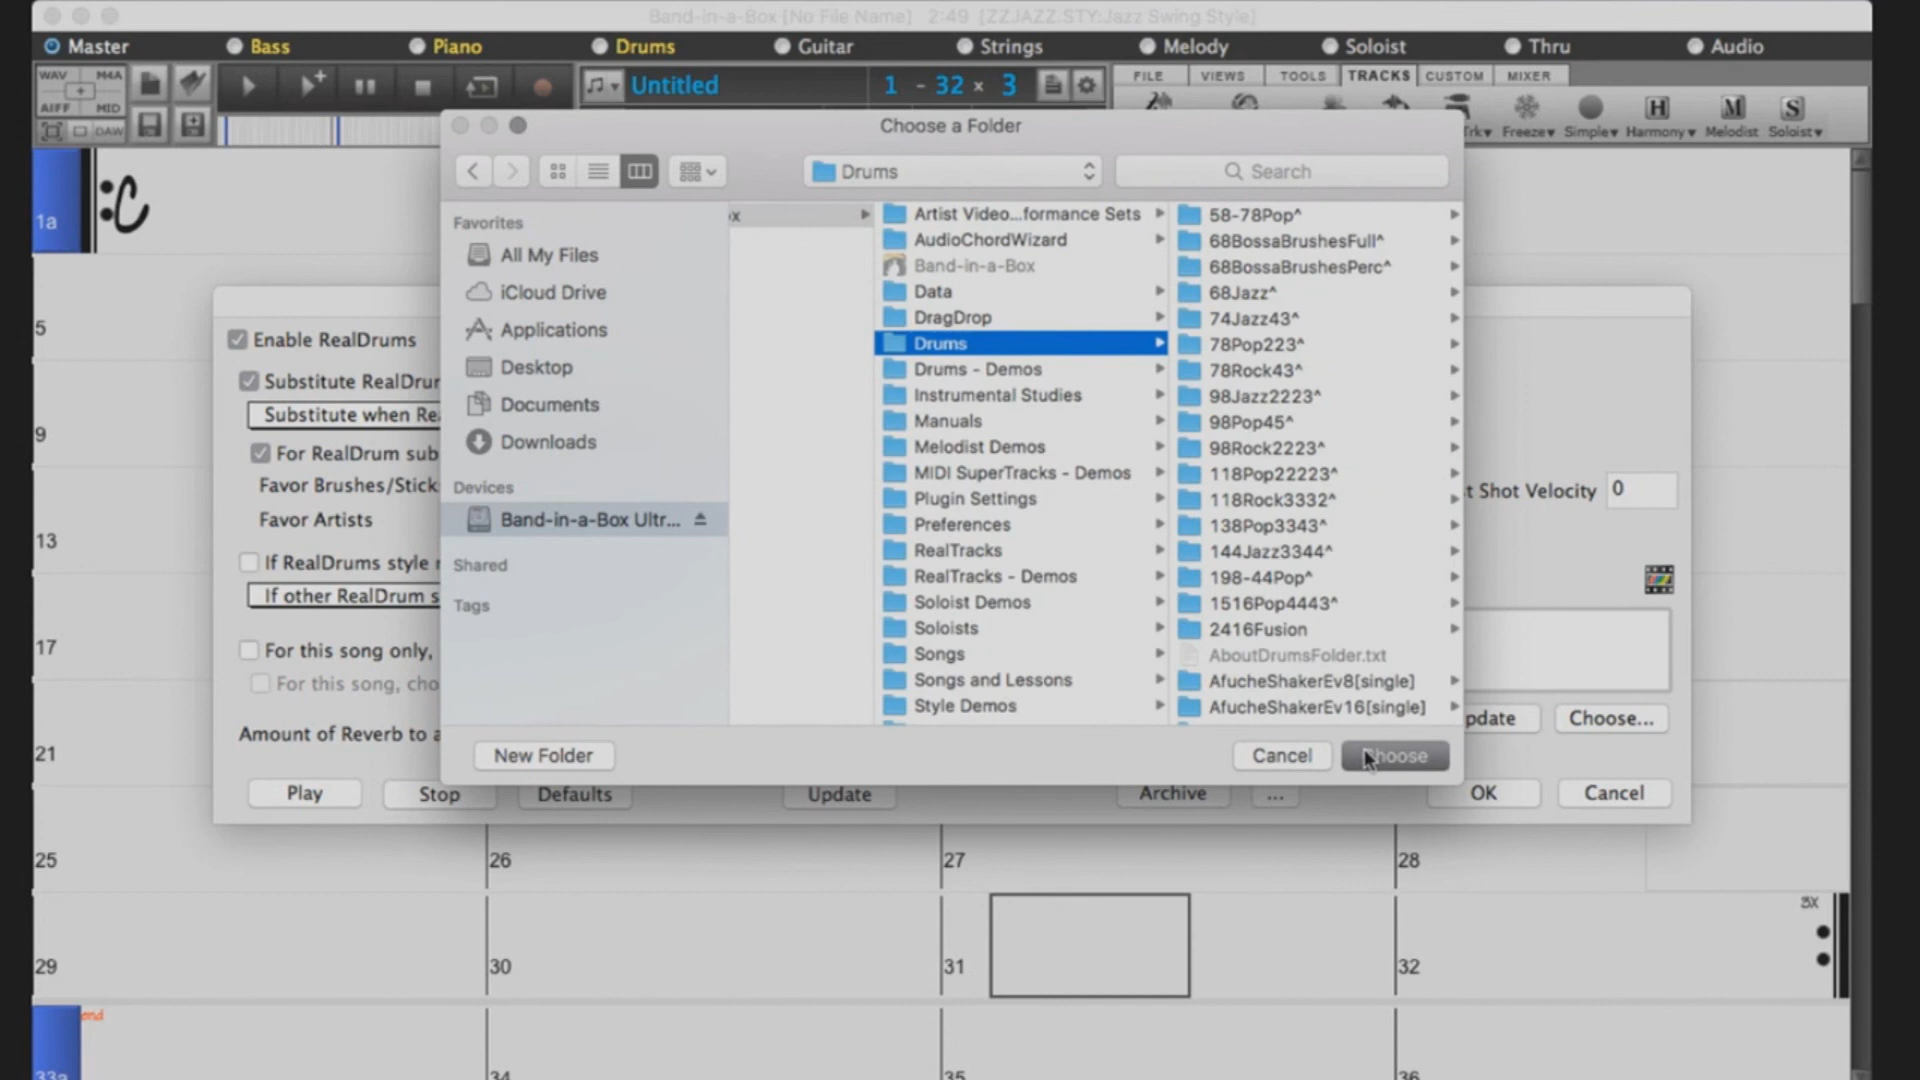 Band-in-a-Box [No File Name] 2:49 [ZZJAZZ.STY:Jazz Swing Style]
Master Bass Piano Drums Guitar Strings Melody Soloist Thru Audio
WAV M4A
AIFF MID
DAW
Untitled 1 - 32 x 3
FILE VIEWS TOOLS TRACKS CUSTOM MIXER
Freeze Simple Harmony Melodist Soloist
H M S
Choose a Folder
Drums
Search
Favorites
All My Files
iCloud Drive
Applications
Desktop
Documents
Downloads
Devices
Band-in-a-Box Ultr...
Shared
Tags
Artist Video...formance Sets
AudioChordWizard
Band-in-a-Box
Data
DragDrop
Drums
Drums - Demos
Instrumental Studies
Manuals
Melodist Demos
MIDI SuperTracks - Demos
Plugin Settings
Preferences
RealTracks
RealTracks - Demos
Soloist Demos
Soloists
Songs
Songs and Lessons
Style Demos
58-78Pop^
68BossaBrushesFull^
68BossaBrushesPerc^
68Jazz^
74Jazz43^
78Pop223^
78Rock43^
98Jazz2223^
98Pop45^
98Rock2223^
118Pop22223^
118Rock3332^
138Pop3343^
144Jazz3344^
198-44Pop^
1516Pop4443^
2416Fusion
AboutDrumsFolder.txt
AfucheShakerEv8[single]
AfucheShakerEv16[single]
New Folder Cancel Choose
Enable RealDrums
Substitute RealDrur
Substitute when Re
For RealDrum sub
Favor Brushes/Stick
Favor Artists
If RealDrums style
If other RealDrum s
For this song only,
For this song, cho
Amount of Reverb to a
t Shot Velocity 0
pdate Choose...
Play Stop Defaults Update Archive ... OK Cancel
1a
5
9
13
17
21
25 26 27 28
3x
29 30 31 32
end
33a 34 35 36